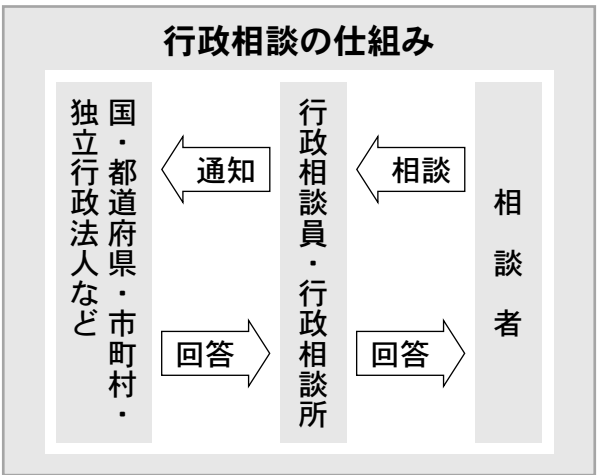 行政相談の仕組み
国・都道府県・市町村・
独立行政法人など
通知
回答
行政相談員・行政相談所
相談
回答
相談者